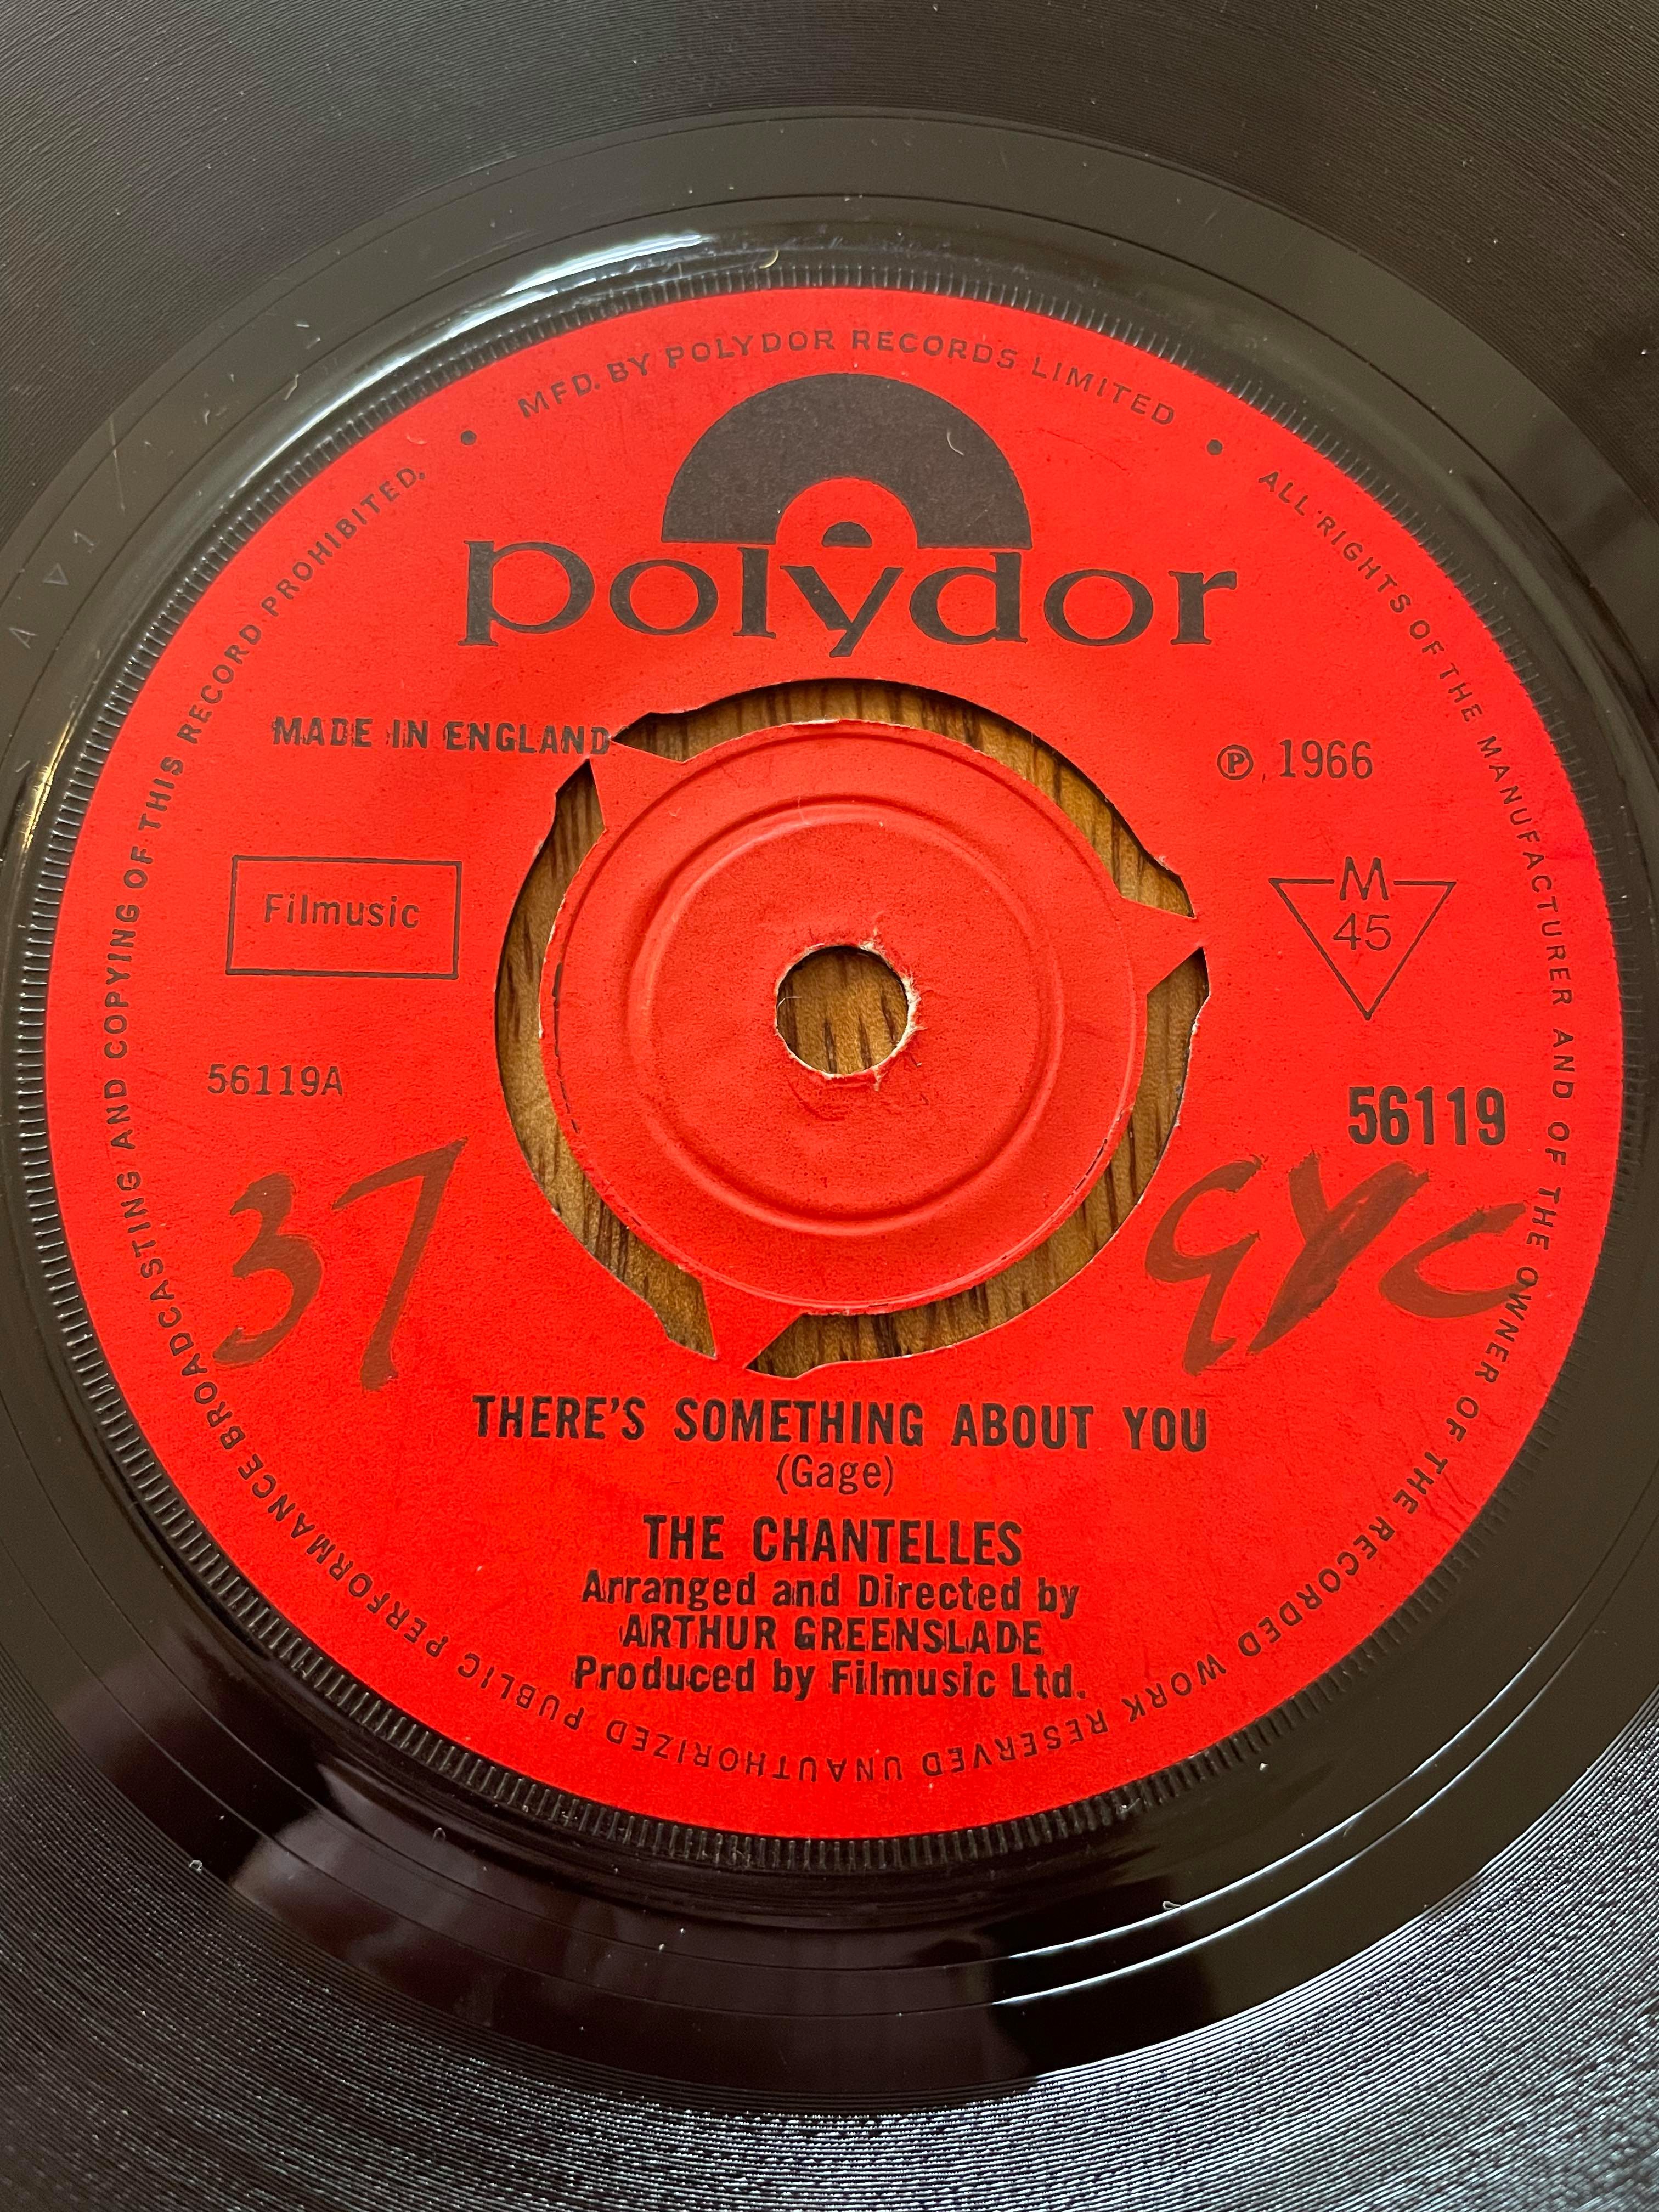 MFD. BY POLYDOR RECORDS LIMITED • ALL RIGHTS OF THE MANUFACTURER AND OF THE OWNER OF THE RECORDED WORK RESERVED UNAUTHORIZED PUBLIC PERFORMANCE BROADCASTING AND COPYING OF THIS RECORD PROHIBITED. •
polydor
MADE IN ENGLAND
℗ 1966
Filmusic
M
45
56119A
56119
37
GYC
THERE'S SOMETHING ABOUT YOU
(Gage)
THE CHANTELLES
Arranged and Directed by
ARTHUR GREENSLADE
Produced by Filmusic Ltd.